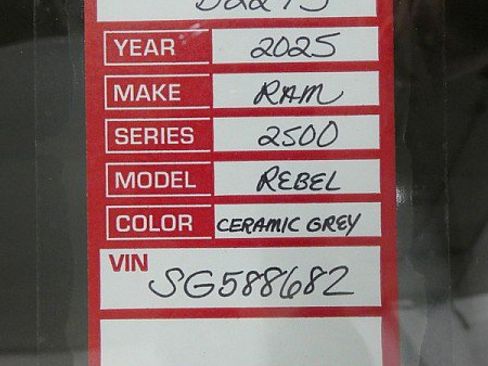 YEAR 2025
MAKE RAM
SERIES 2500
MODEL REBEL
COLOR CERAMIC GREY
VIN
SG588682